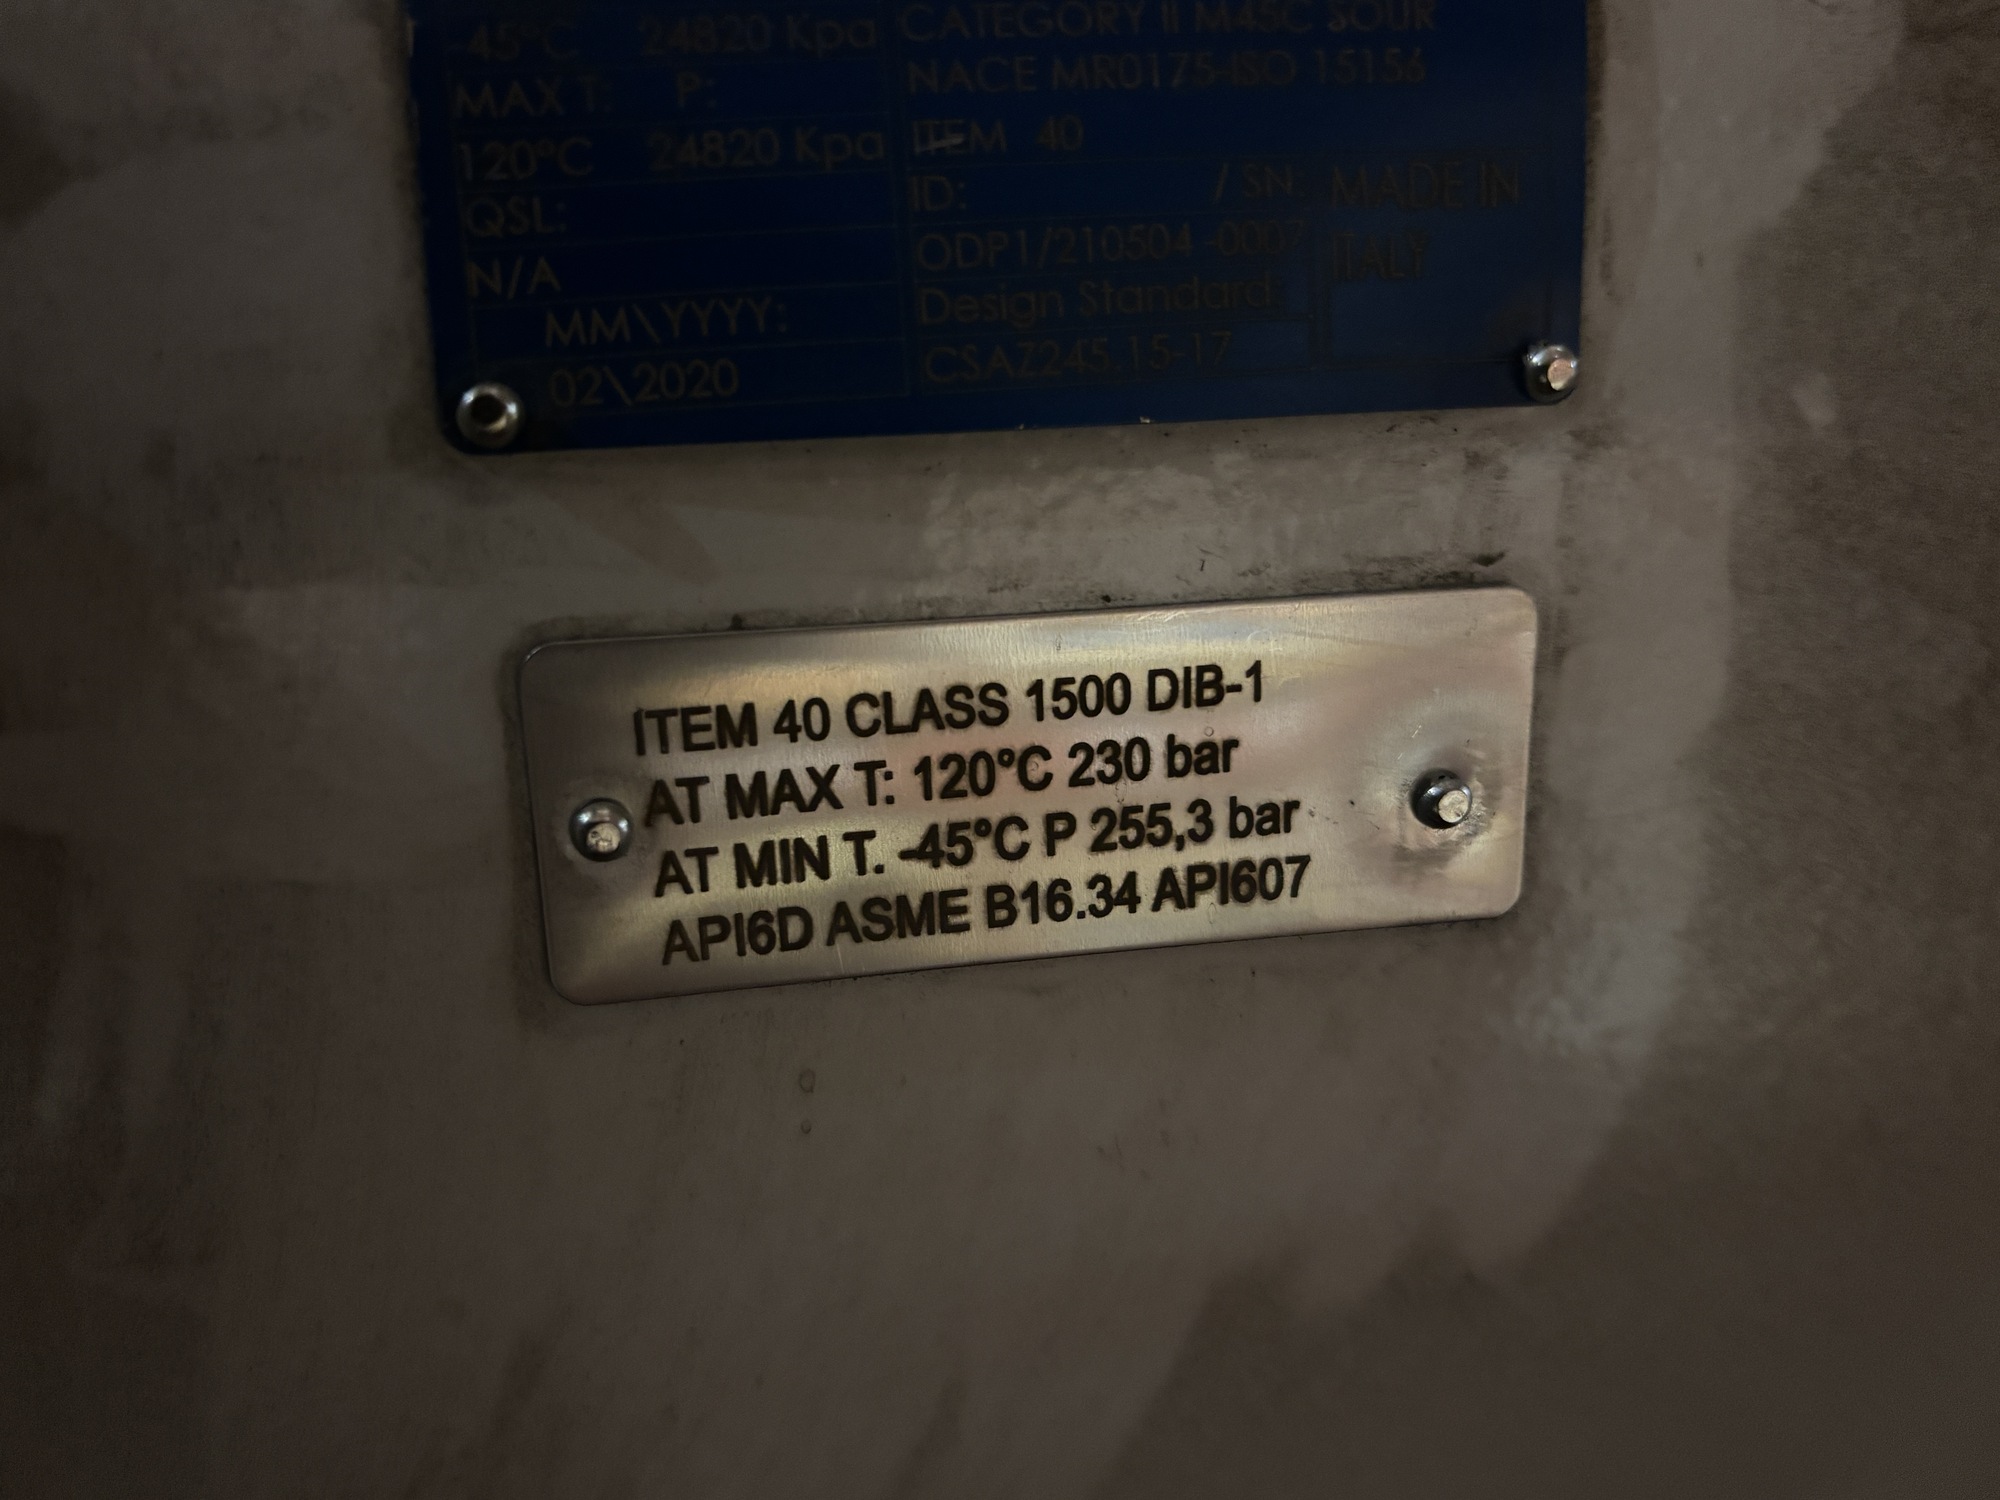 -45°C 24820 Kpa
MAX T: P:
120°C 24820 Kpa
QSL:
N/A
MM\YYYY:
02\2020
CATEGORY II M45C SOUR
NACE MR0175-ISO 15156
ITEM 40
ID: / SN:
ODP1/210504 -0007
Design Standard:
CSAZ245.15-17
MADE IN
ITALY
ITEM 40 CLASS 1500 DIB-1
AT MAX T: 120°C 230 bar
AT MIN T. -45°C P 255,3 bar
API6D ASME B16.34 API607